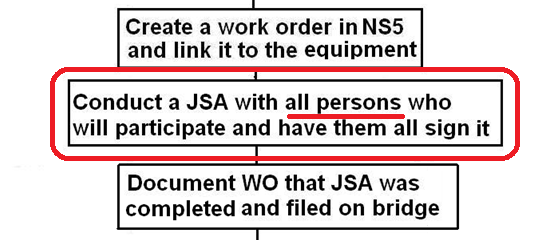 Create a work order in NS5
and link it to the equipment
Conduct a JSA with all persons who
will participate and have them all sign it
Document WO that JSA was
completed and filed on bridge